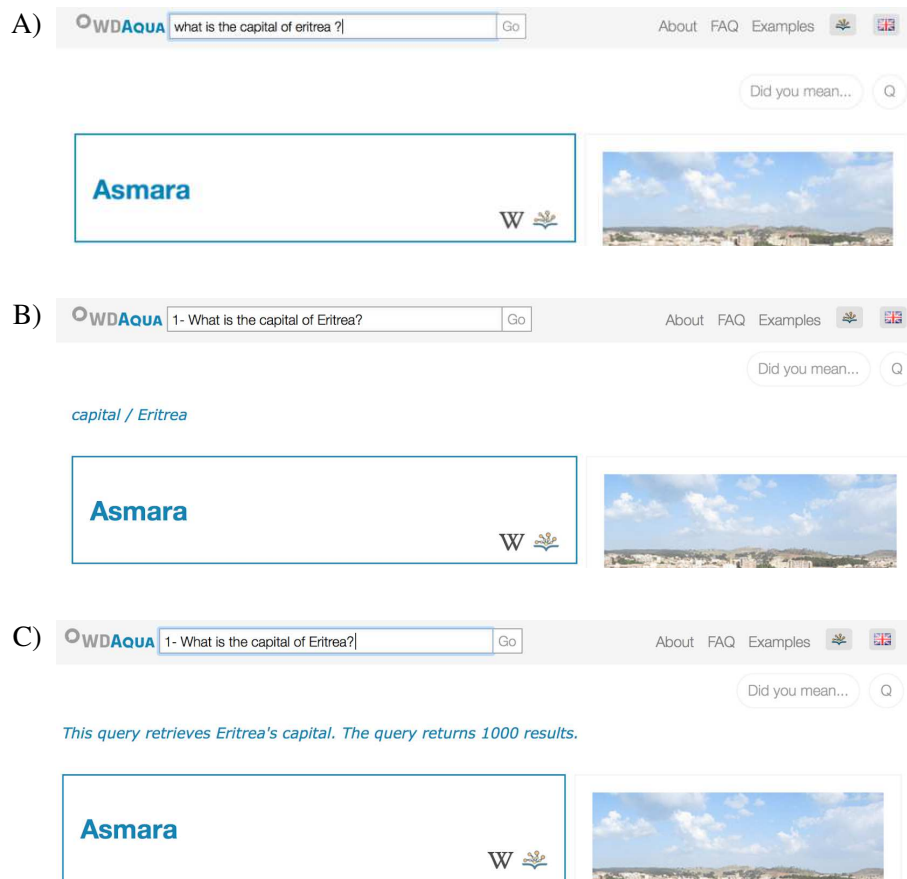 A) WDAQUA what is the capital of eritrea ? Go About FAQ Examples
Did you mean... Q
Asmara
W
B) WDAQUA 1- What is the capital of Eritrea? Go About FAQ Examples
Did you mean... Q
capital / Eritrea
Asmara
W
C) WDAQUA 1- What is the capital of Eritrea? Go About FAQ Examples
Did you mean... Q
This query retrieves Eritrea's capital. The query returns 1000 results.
Asmara
W